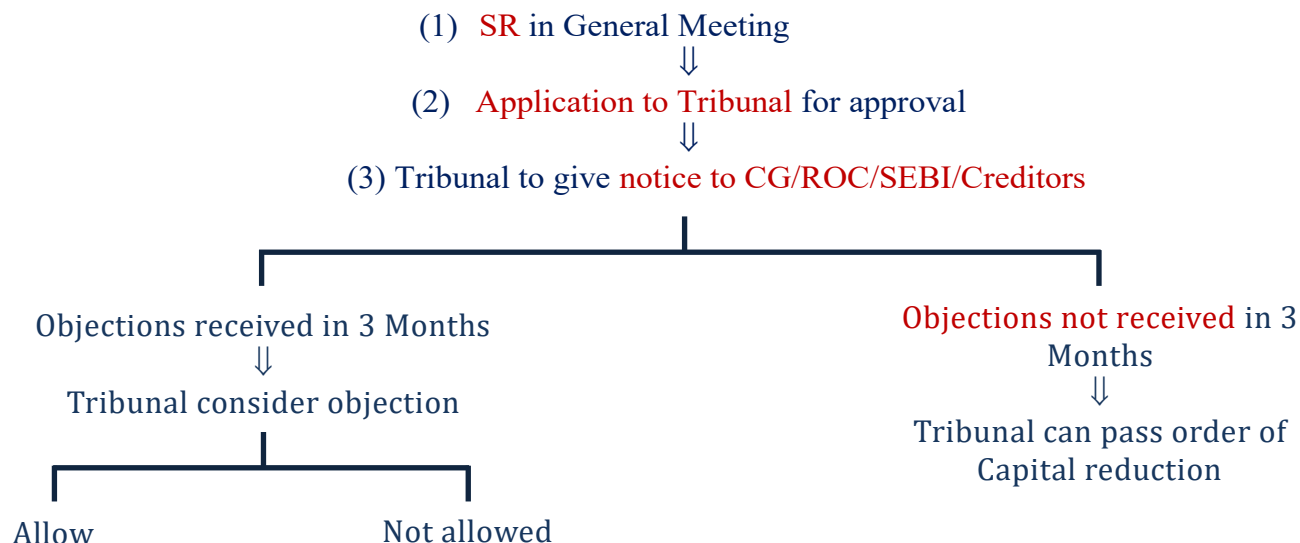 (1) SR in General Meeting
⇓
(2) Application to Tribunal for approval
⇓
(3) Tribunal to give notice to CG/ROC/SEBI/Creditors
Objections received in 3 Months
⇓
Tribunal consider objection
Allow
Not allowed
Objections not received in 3
Months
⇓
Tribunal can pass order of
Capital reduction